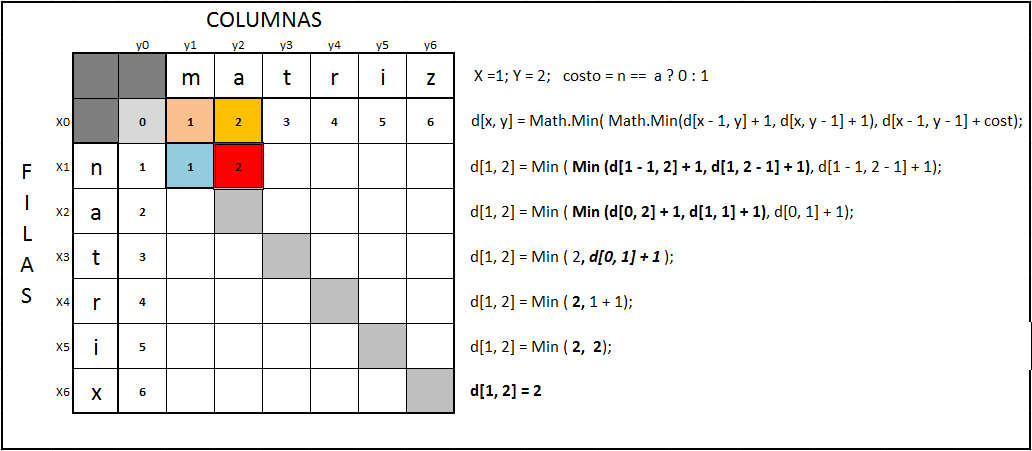 COLUMNAS
y0 y1 y2 y3 y4 y5 y6
m a t r i z
X0 0 1 2 3 4 5 6
X1 n 1 1 2
X2 a 2
X3 t 3
X4 r 4
X5 i 5
X6 x 6
F
I
L
A
S
X =1; Y = 2; costo = n == a ? 0 : 1
d[x, y] = Math.Min( Math.Min(d[x - 1, y] + 1, d[x, y - 1] + 1), d[x - 1, y - 1] + cost);
d[1, 2] = Min ( Min (d[1 - 1, 2] + 1, d[1, 2 - 1] + 1), d[1 - 1, 2 - 1] + 1);
d[1, 2] = Min ( Min (d[0, 2] + 1, d[1, 1] + 1), d[0, 1] + 1);
d[1, 2] = Min ( 2, d[0, 1] + 1 );
d[1, 2] = Min ( 2, 1 + 1);
d[1, 2] = Min ( 2, 2);
d[1, 2] = 2